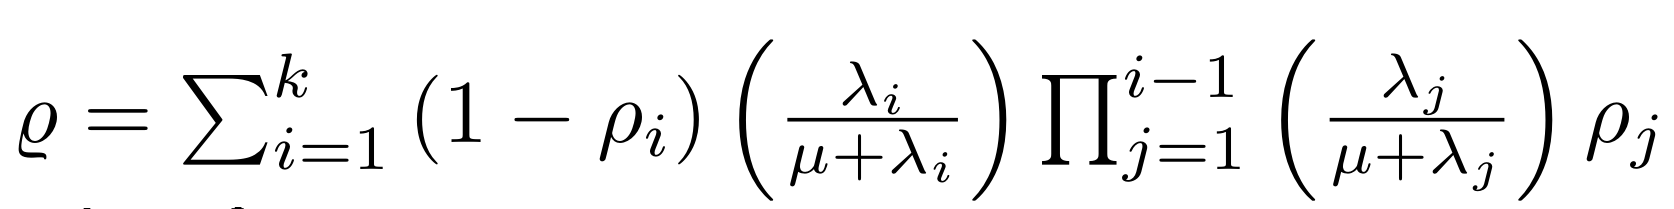 ϱ = ∑_{i=1}^{k} (1 − ρ_i) (λ_i / (μ+λ_i)) ∏_{j=1}^{i−1} (λ_j / (μ+λ_j)) ρ_j